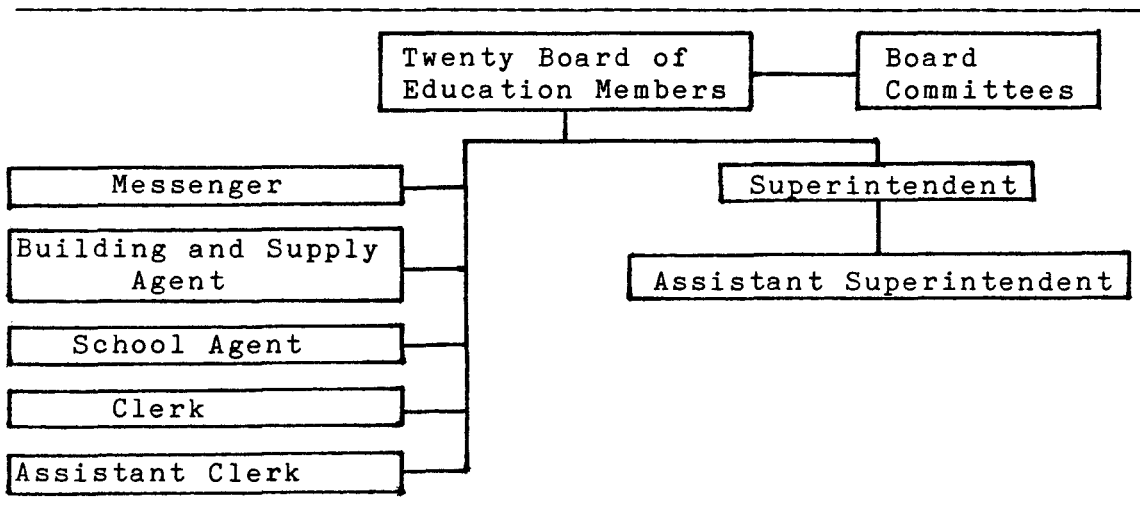 Twenty Board of
Education Members
Board
Committees
Messenger
Superintendent
Building and Supply
Agent
Assistant Superintendent
School Agent
Clerk
Assistant Clerk